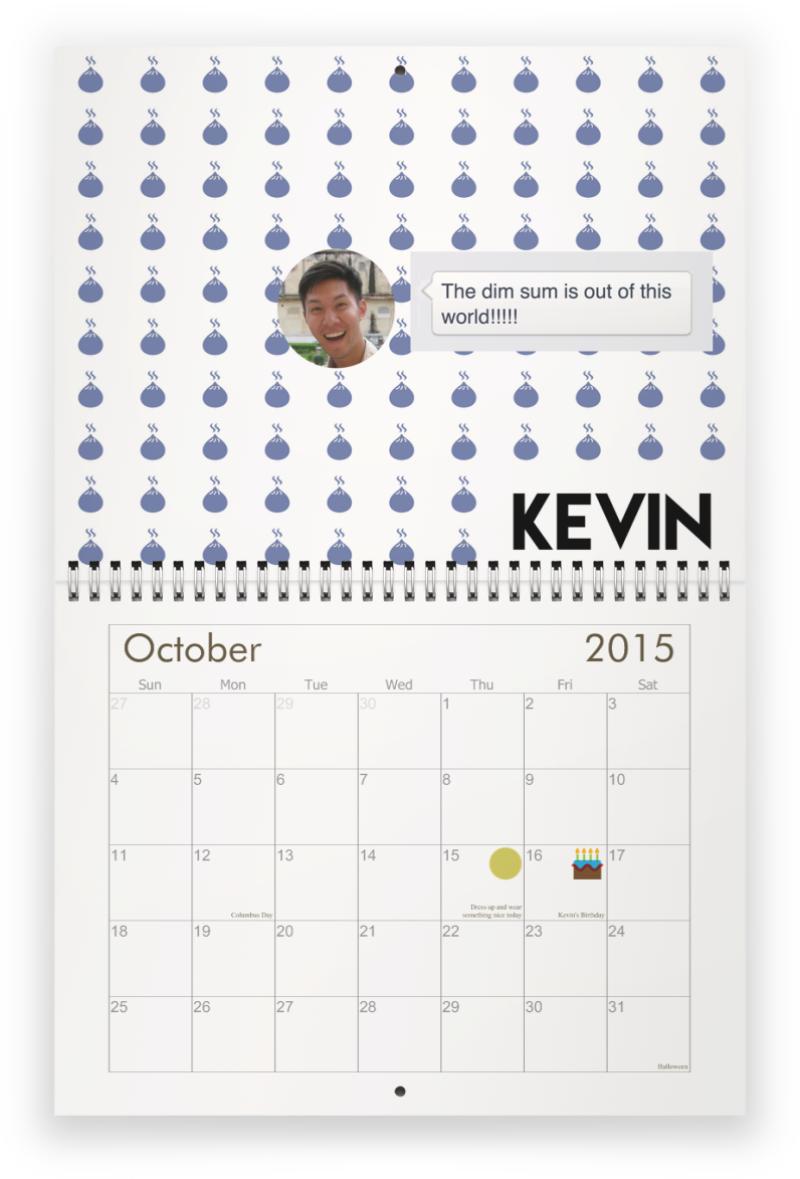 The dim sum is out of this
world!!!!!
KEVIN
October 2015
Sun Mon Tue Wed Thu Fri Sat
27 28 29 30 1 2 3
4 5 6 7 8 9 10
11 12 13 14 15 16 17
Columbus Day
Dress up and wear
something nice today
Kevin's Birthday
18 19 20 21 22 23 24
25 26 27 28 29 30 31
Halloween